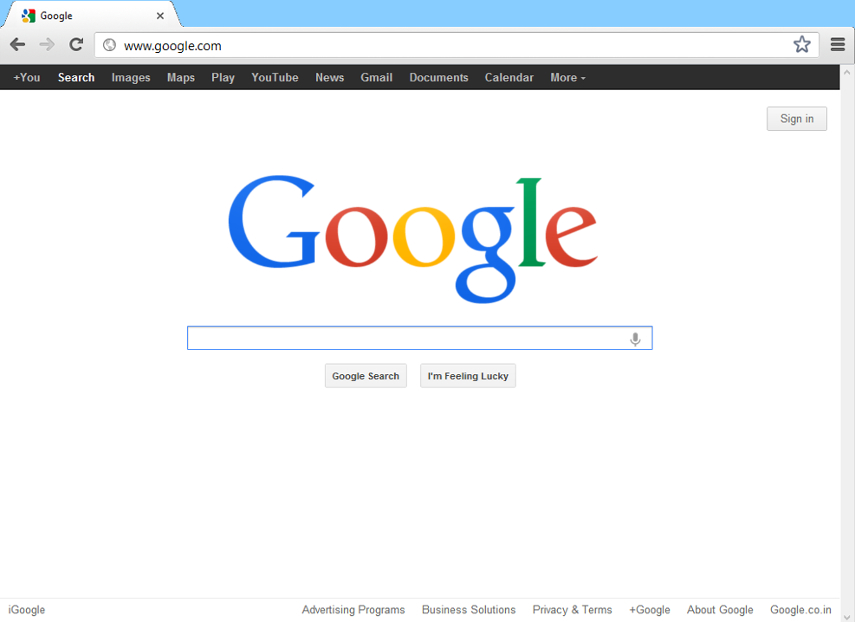 Google
www.google.com
+You Search Images Maps Play YouTube News Gmail Documents Calendar More
Sign in
Google
Google Search I'm Feeling Lucky
iGoogle Advertising Programs Business Solutions Privacy & Terms +Google About Google Google.co.in